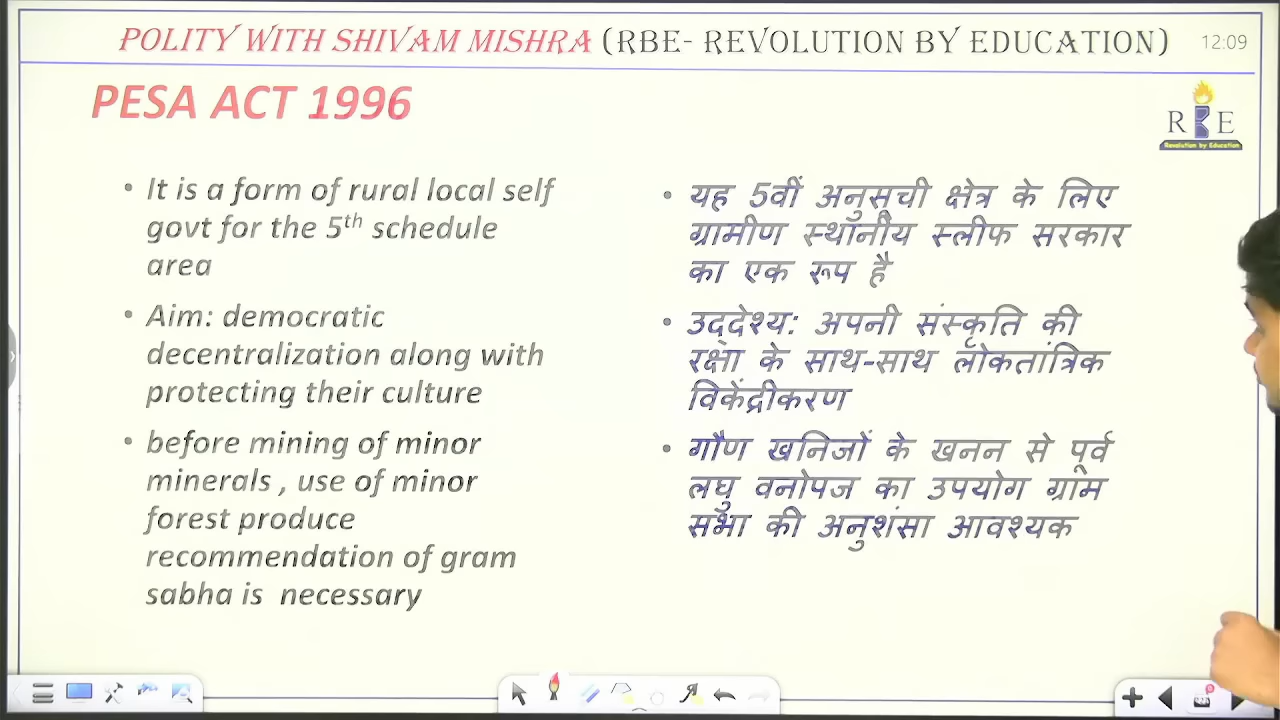 POLITY WITH SHIVAM MISHRA (RBE- REVOLUTION BY EDUCATION)
12:09
PESA ACT 1996
R E
Revolution by Education
• It is a form of rural local self
govt for the 5th schedule
area
• Aim: democratic
decentralization along with
protecting their culture
• before mining of minor
minerals , use of minor
forest produce
recommendation of gram
sabha is necessary
• यह 5वीं अनुसूची क्षेत्र के लिए
ग्रामीण स्थानीय स्लीफ सरकार
का एक रूप है
• उद्देश्य: अपनी संस्कृति की
रक्षा के साथ-साथ लोकतांत्रिक
विकेंद्रीकरण
• गौण खनिजों के खनन से पूर्व
लघु वनोपज का उपयोग ग्राम
सभा की अनुशंसा आवश्यक